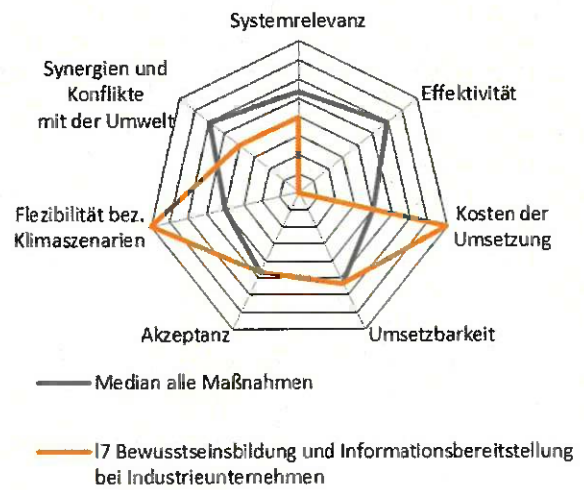 Systemrelevanz
Synergien und
Konflikte
mit der Umwelt
Effektivität
Flezibilität bez.
Klimaszenarien
Kosten der
Umsetzung
Akzeptanz
Umsetzbarkeit
Median alle Maßnahmen
I7 Bewusstseinsbildung und Informationsbereitstellung
bei Industrieunternehmen